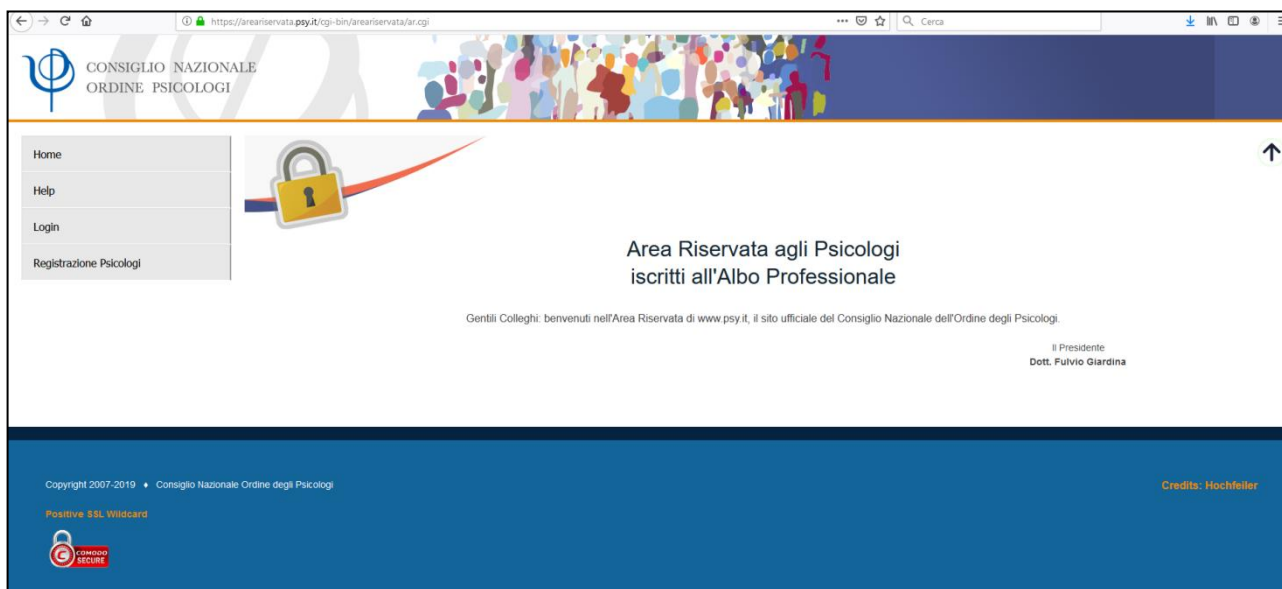 https://areariservata.psy.it/cgi-bin/areariservata/ar.cgi
Cerca
CONSIGLIO NAZIONALE
ORDINE PSICOLOGI
Home
Help
Login
Registrazione Psicologi
Area Riservata agli Psicologi
iscritti all'Albo Professionale
Gentili Colleghi: benvenuti nell'Area Riservata di www.psy.it, il sito ufficiale del Consiglio Nazionale dell'Ordine degli Psicologi.
Il Presidente
Dott. Fulvio Giardina
Copyright 2007-2019 ♦ Consiglio Nazionale Ordine degli Psicologi
Credits: Hochfeiler
Positive SSL Wildcard
COMODO
SECURE